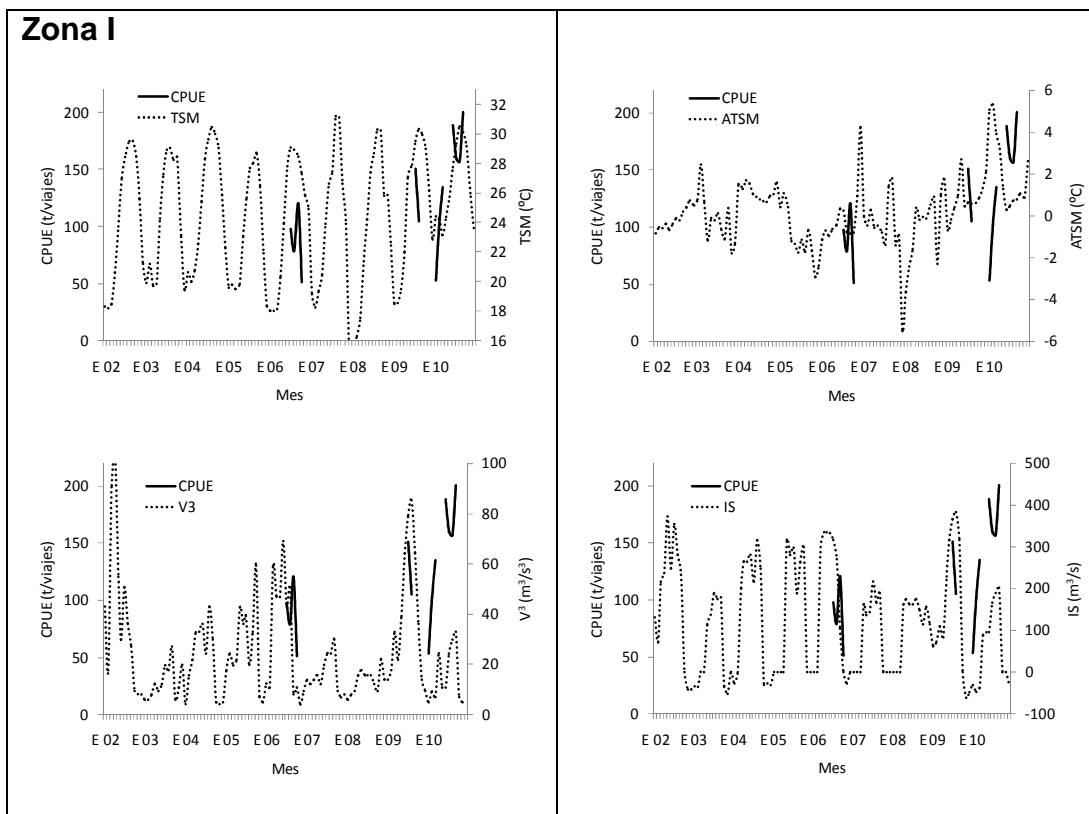 Zona I
CPUE
TSM
CPUE (t/viajes)
200
150
100
50
0
32
30
28
26
24
22
20
18
16
TSM (ºC)
E 02 E 03 E 04 E 05 E 06 E 07 E 08 E 09 E 10
Mes
CPUE
ATSM
CPUE (t/viajes)
200
150
100
50
0
6
4
2
0
-2
-4
-6
ATSM (ºC)
E 02 E 03 E 04 E 05 E 06 E 07 E 08 E 09 E 10
Mes
CPUE
V3
CPUE (t/viajes)
200
150
100
50
0
100
80
60
40
20
0
V³ (m³/s³)
E 02 E 03 E 04 E 05 E 06 E 07 E 08 E 09 E 10
Mes
CPUE
IS
CPUE (t/viajes)
200
150
100
50
0
500
400
300
200
100
0
-100
IS (m³/s)
E 02 E 03 E 04 E 05 E 06 E 07 E 08 E 09 E 10
Mes